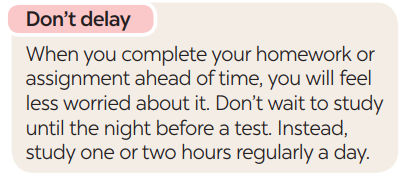 Don't delay
When you complete your homework or
assignment ahead of time, you will feel
less worried about it. Don't wait to study
until the night before a test. Instead,
study one or two hours regularly a day.